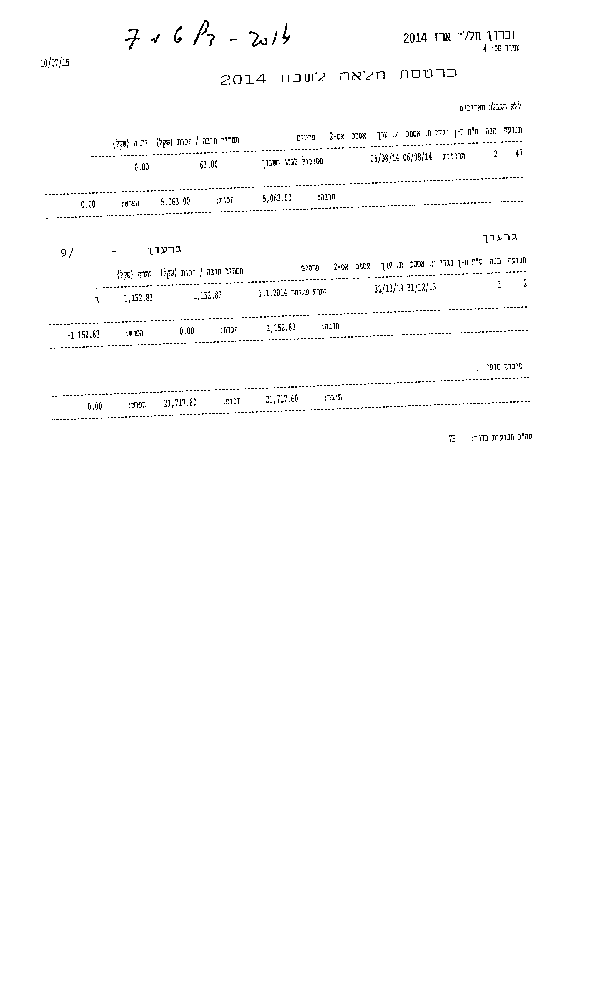 זכרון חללי ארז 2014
עמוד מס' 4
2014 - דף 6 מ 7
10/07/15
כרטסת מלאה לשנת 2014
ללא הגבלת תאריכים
תנועה מנה ס"ת ח-ן נגדי ת. אסמכ ת. ערך אסמכ אס-2 פרטים תמחיר חובה / זכות (שקל) יתרה (שקל)
47 2 תרומות 06/08/14 06/08/14 מסובול לגמר חשבון 63.00 0.00
חובה: 5,063.00 זכות: 5,063.00 הפרש: 0.00
גרעון
גרעון - 9/
תנועה מנה ס"ת ח-ן נגדי ת. אסמכ ת. ערך אסמכ אס-2 פרטים תמחיר חובה / זכות (שקל) יתרה (שקל)
2 1 31/12/13 31/12/13 יתרת פתיחה 1.1.2014 1,152.83 1,152.83 ח
חובה: 1,152.83 זכות: 0.00 הפרש: -1,152.83
סיכום סופי :
חובה: 21,717.60 זכות: 21,717.60 הפרש: 0.00
סה"כ תנועות בדוח: 75